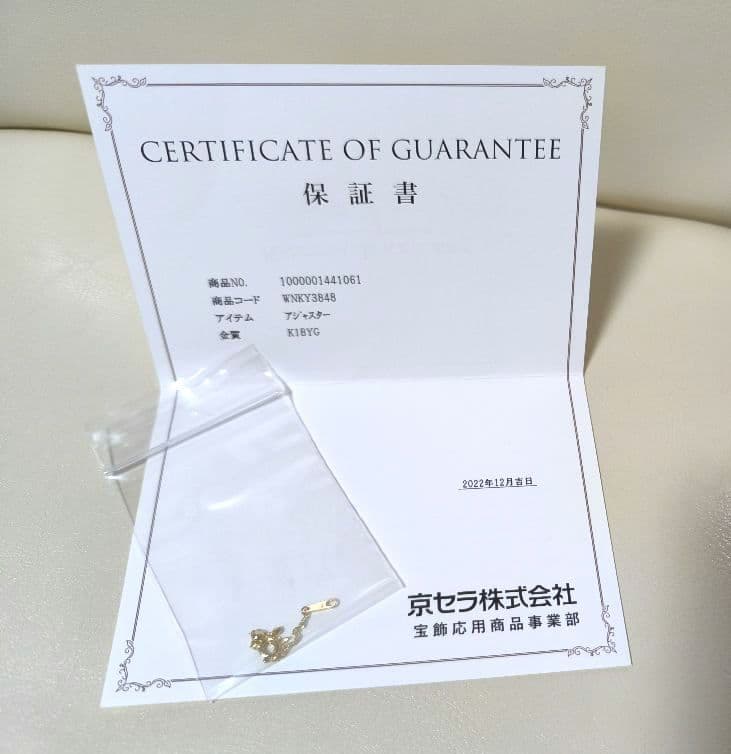 CERTIFICATE OF GUARANTEE
保証書
商品NO. 1000001441061
商品コード WNKY3848
アイテム アジャスター
金質 K18YG
2022年12月吉日
京セラ株式会社
宝飾応用商品事業部